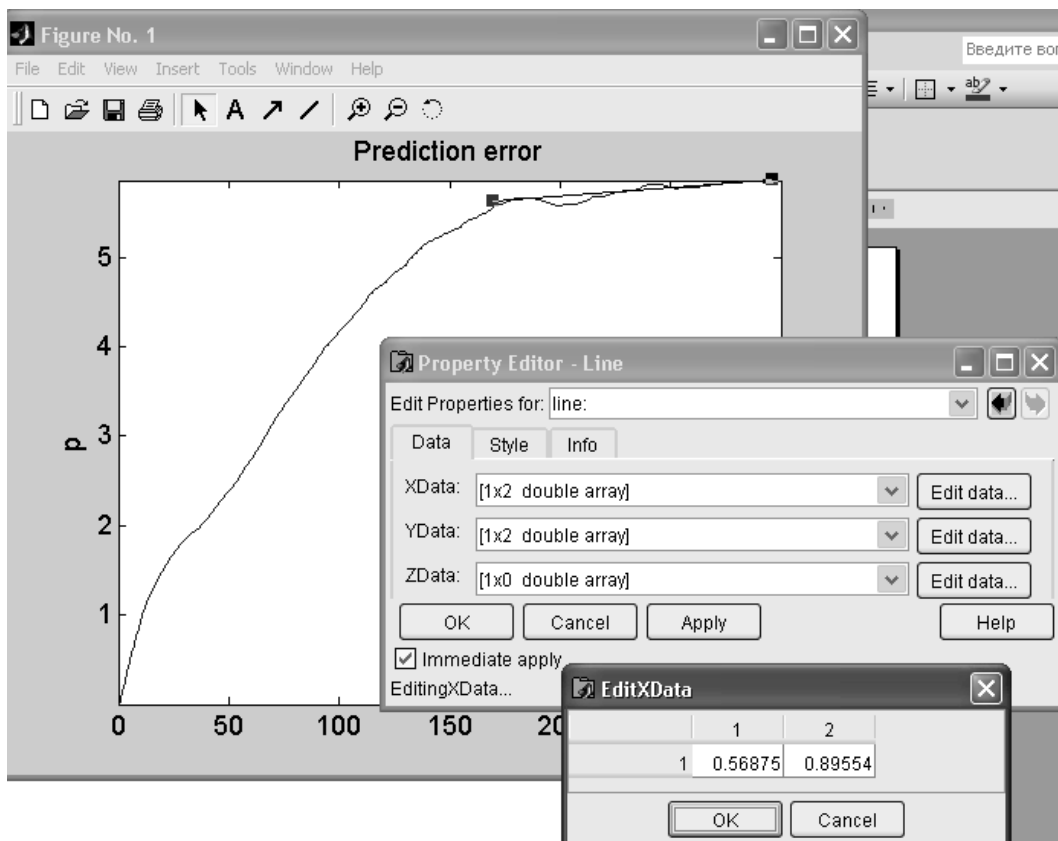 Figure No. 1
Введите
File Edit View Insert Tools Window Help
A
Prediction error
5
4
3
2
1
p
0 50 100 150
Property Editor - Line
Edit Properties for: line:
Data Style Info
XData: [1x2 double array] Edit data...
YData: [1x2 double array] Edit data...
ZData: [1x0 double array] Edit data...
OK Cancel Apply Help
Immediate apply
EditingXData...
EditXData
1 2
1 0.56875 0.89554
OK Cancel